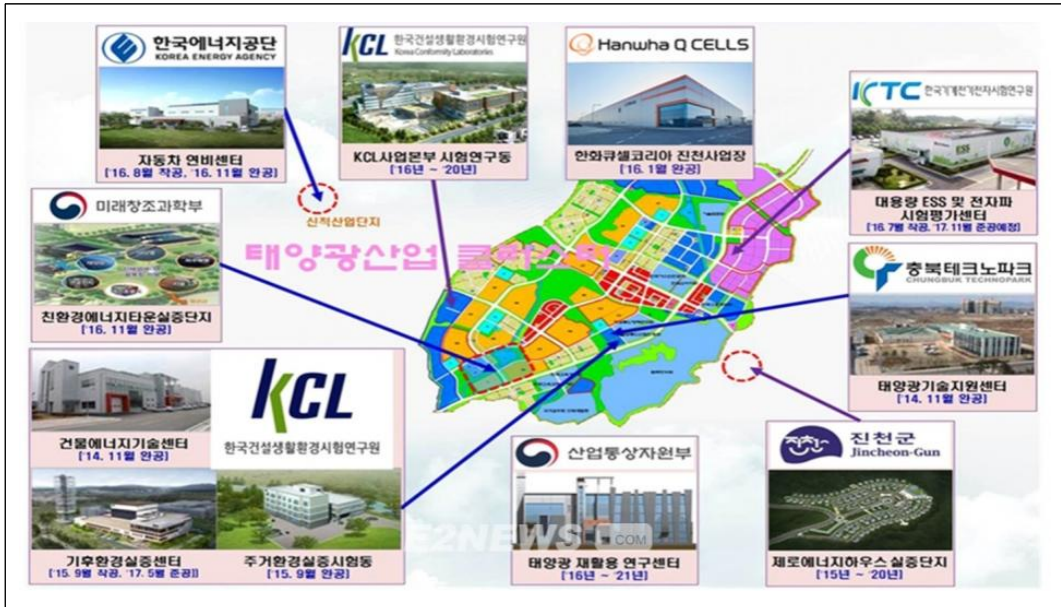 한국에너지공단
KOREA ENERGY AGENCY
자동차 연비센터
['16. 8월 착공, '16. 11월 완공]
KCL 한국건설생활환경시험연구원
Korea Conformity Laboratories
KCL사업본부 시험연구동
['16년 ~ '20년]
Hanwha Q CELLS
한화큐셀코리아 진천사업장
['16. 1월 완공]
KTC 한국기계전기전자시험연구원
ESS
대용량 ESS 및 전자파
시험평가센터
['16. 7월 착공, '17. 11월 준공예정]
신척산업단지
태양광산업 클러스터
미래창조과학부
친환경에너지타운실증단지
['16. 11월 완공]
충북테크노파크
CHUNGBUK TECHNOPARK
태양광기술지원센터
['14. 11월 완공]
건물에너지기술센터
['14. 11월 완공]
KCL
한국건설생활환경시험연구원
기후환경실증센터
['15. 9월 착공, '17. 5월 준공]]
주거환경실증시험동
['15. 9월 완공]
산업통상자원부
태양광 재활용 연구센터
['16년 ~ '21년]
진천군
Jincheon-Gun
제로에너지하우스 실증단지
['15년 ~ '20년]
E2NEWS .COM